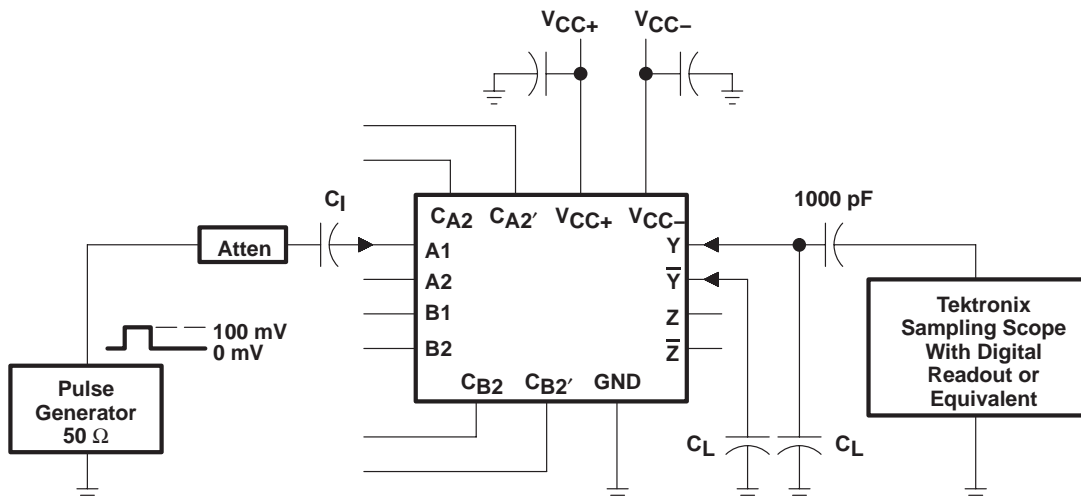 VCC+ VCC–
1000 pF
CI
CA2 CA2′ VCC+ VCC–
Atten
A1
Y
A2
Y̅
B1
Z
B2
Z̅
100 mV
0 mV
Pulse
Generator
50 Ω
CB2 CB2′ GND
Tektronix
Sampling Scope
With Digital
Readout or
Equivalent
CL CL